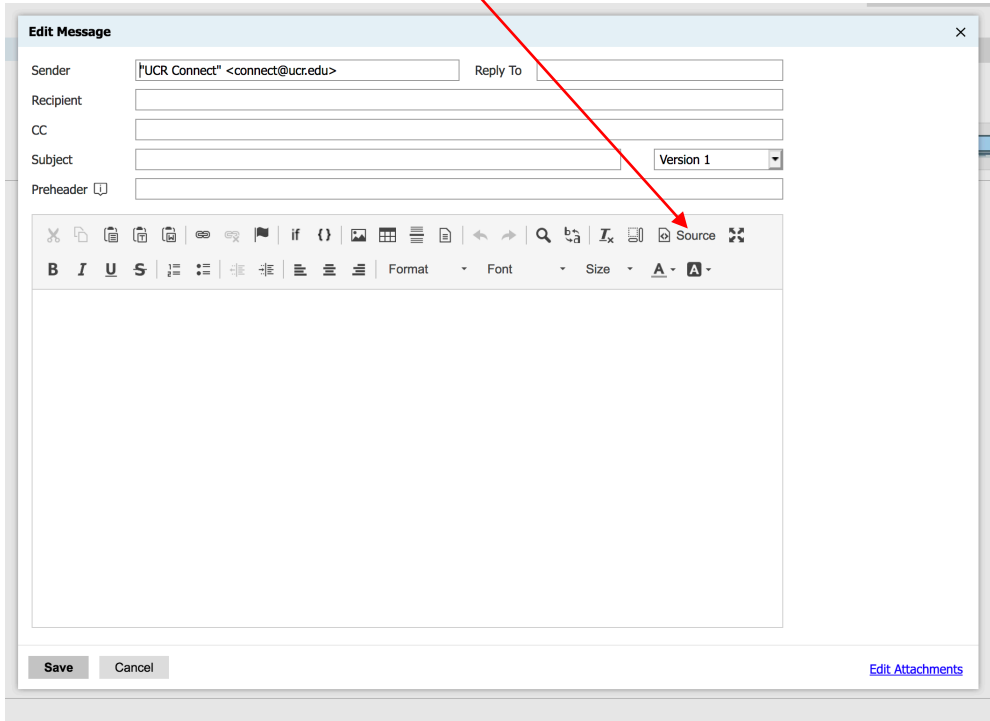 Edit Message
Sender "UCR Connect" <connect@ucr.edu> Reply To
Recipient
CC
Subject Version 1
Preheader
if {} Source
B I U S Format Font Size A A
Save Cancel Edit Attachments